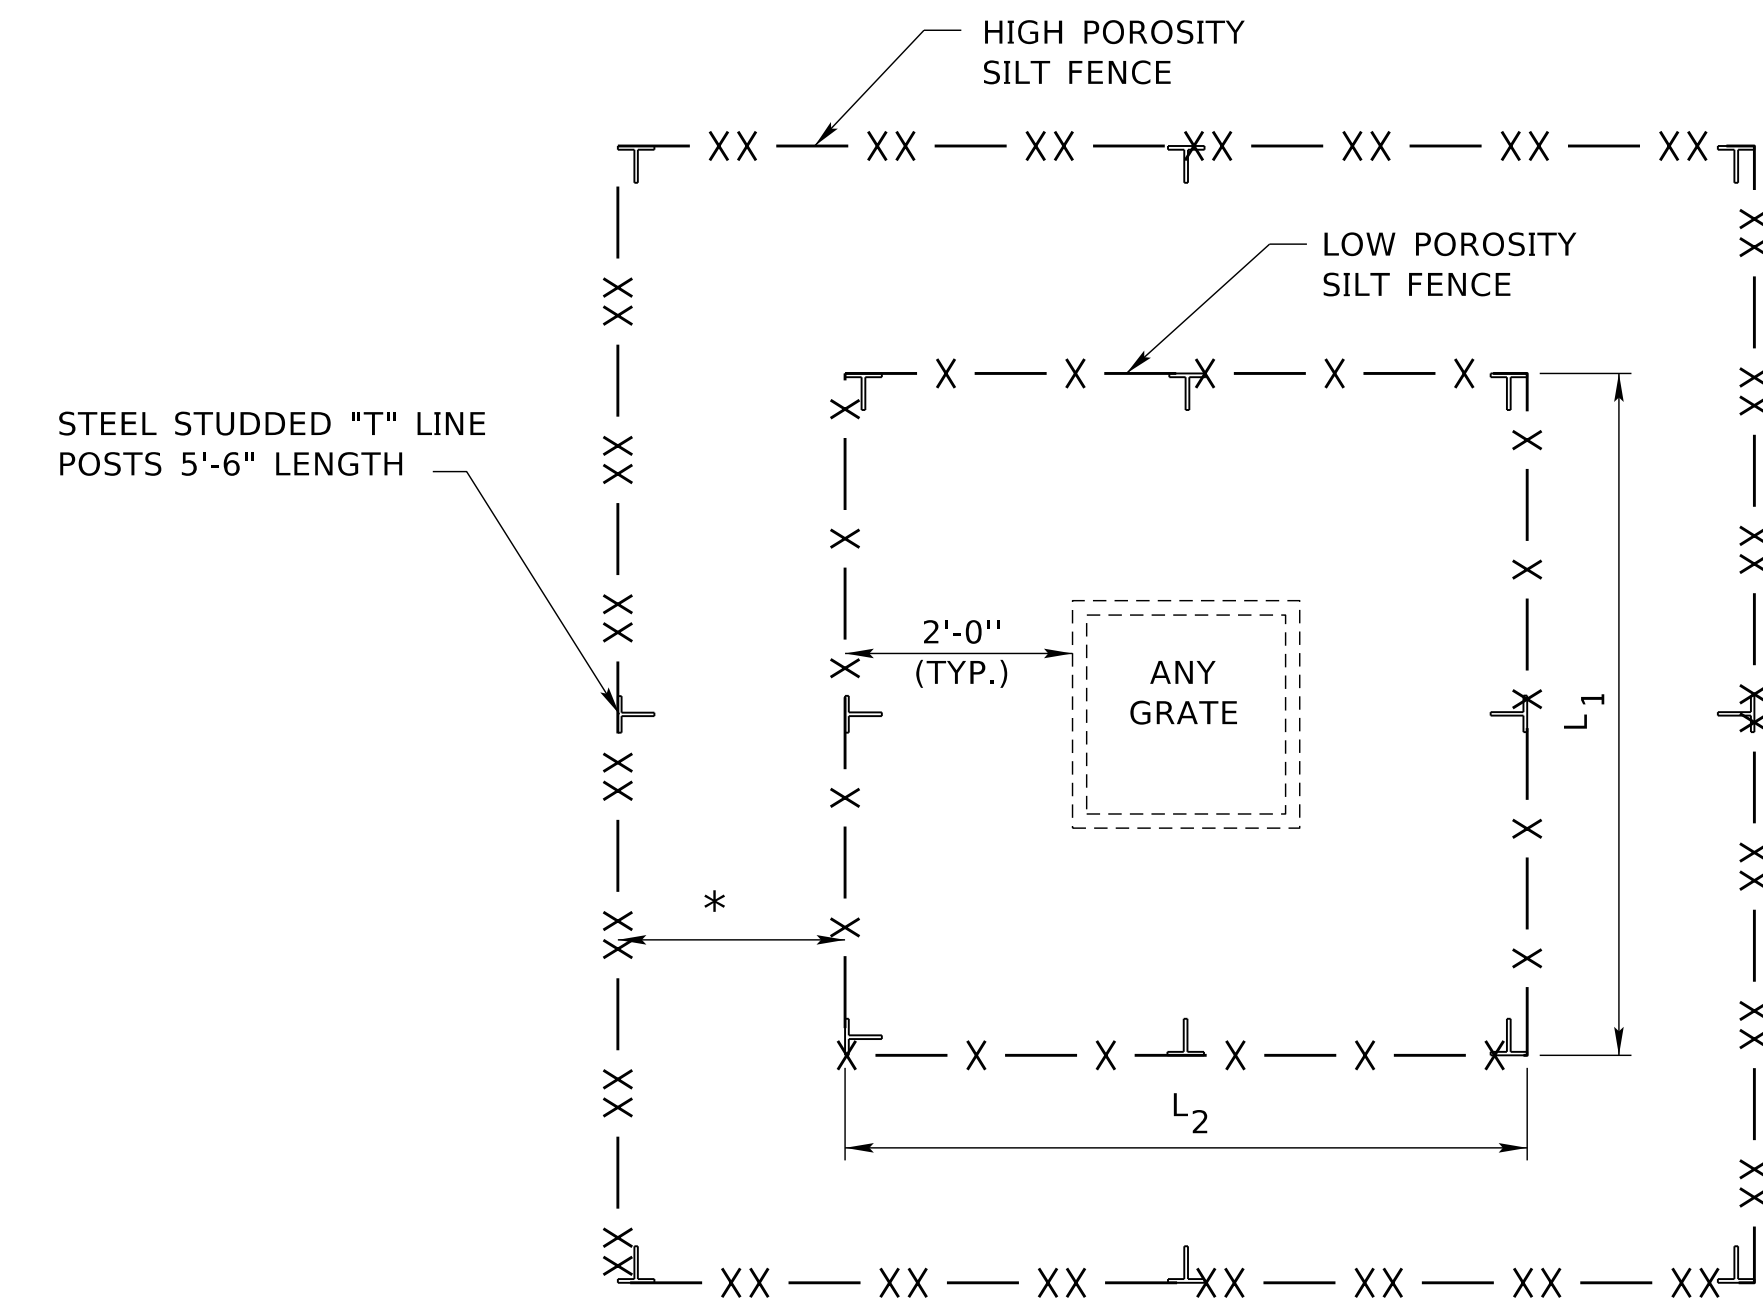 HIGH POROSITY
SILT FENCE
LOW POROSITY
SILT FENCE
STEEL STUDDED "T" LINE
POSTS 5'-6" LENGTH
2'-0''
(TYP.)
ANY
GRATE
L1
*
L2